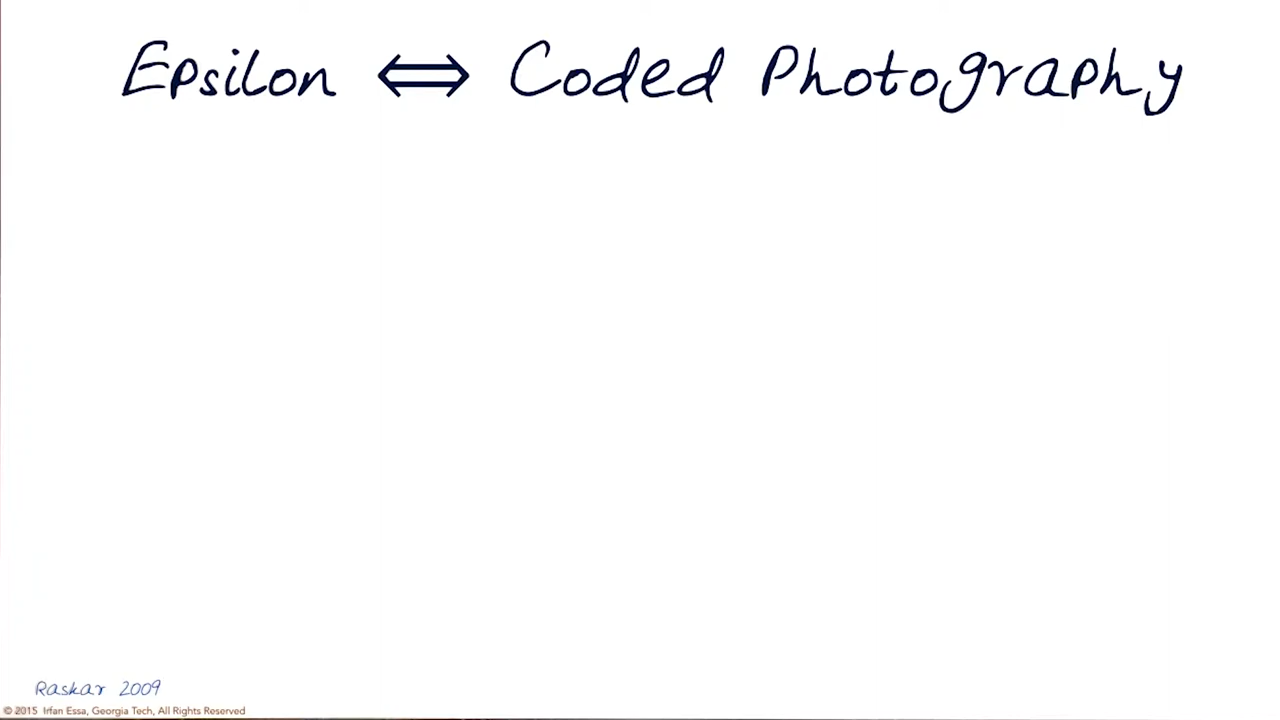 Epsilon ⟺ Coded Photography
Raskar 2009
© 2015 Irfan Essa, Georgia Tech, All Rights Reserved